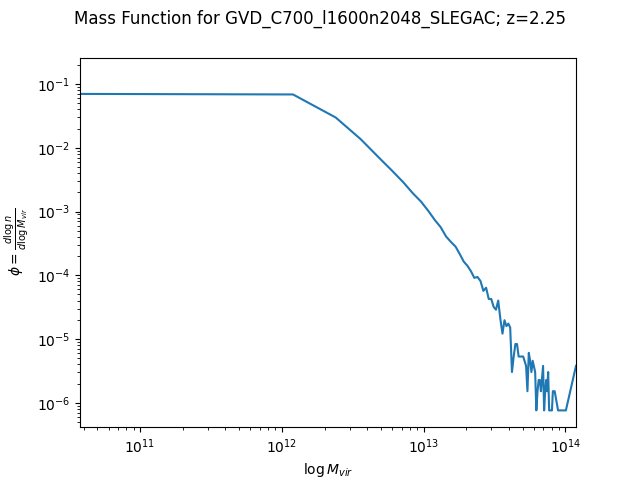 Mass Function for GVD_C700_l1600n2048_SLEGAC; z=2.25
10⁻¹
10⁻²
10⁻³
10⁻⁴
10⁻⁵
10⁻⁶
ϕ = d log n / d log M_vir
10¹¹ 10¹² 10¹³ 10¹⁴
log M_vir